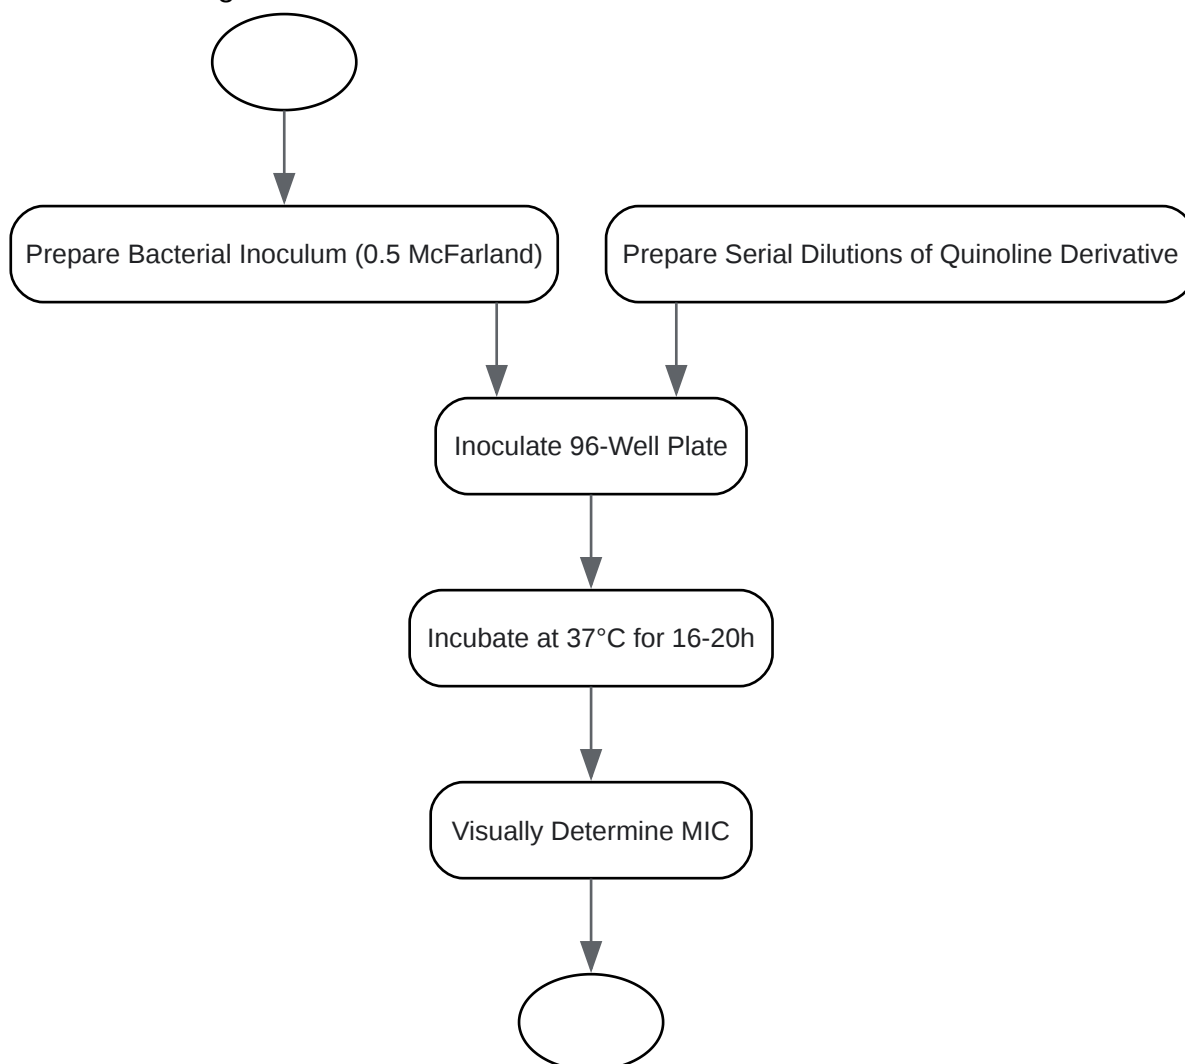 Prepare Bacterial Inoculum (0.5 McFarland)
Prepare Serial Dilutions of Quinoline Derivative
Inoculate 96-Well Plate
Incubate at 37°C for 16-20h
Visually Determine MIC